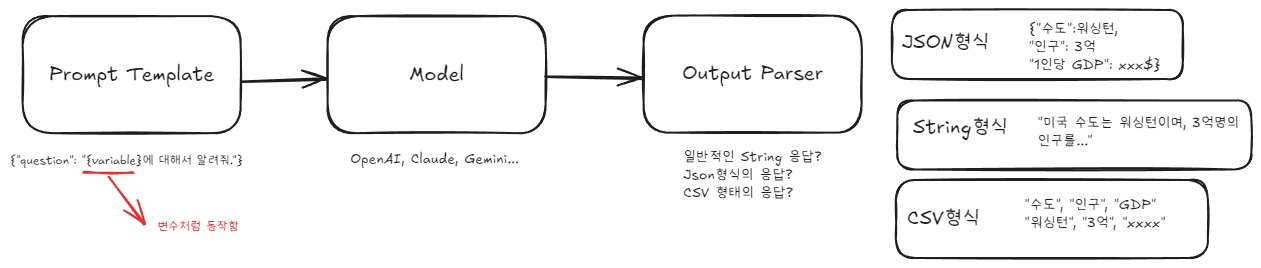 Prompt Template
{"question": "{variable}에 대해서 알려줘."}
변수처럼 동작함
Model
OpenAI, Claude, Gemini...
Output Parser
일반적인 String 응답?
Json형식의 응답?
CSV 형태의 응답?
JSON형식
{"수도":워싱턴,
"인구": 3억
"1인당 GDP": xxx$}
String형식
"미국 수도는 워싱턴이며, 3억명의
인구를..."
CSV형식
"수도", "인구", "GDP"
"워싱턴", "3억", "xxxx"